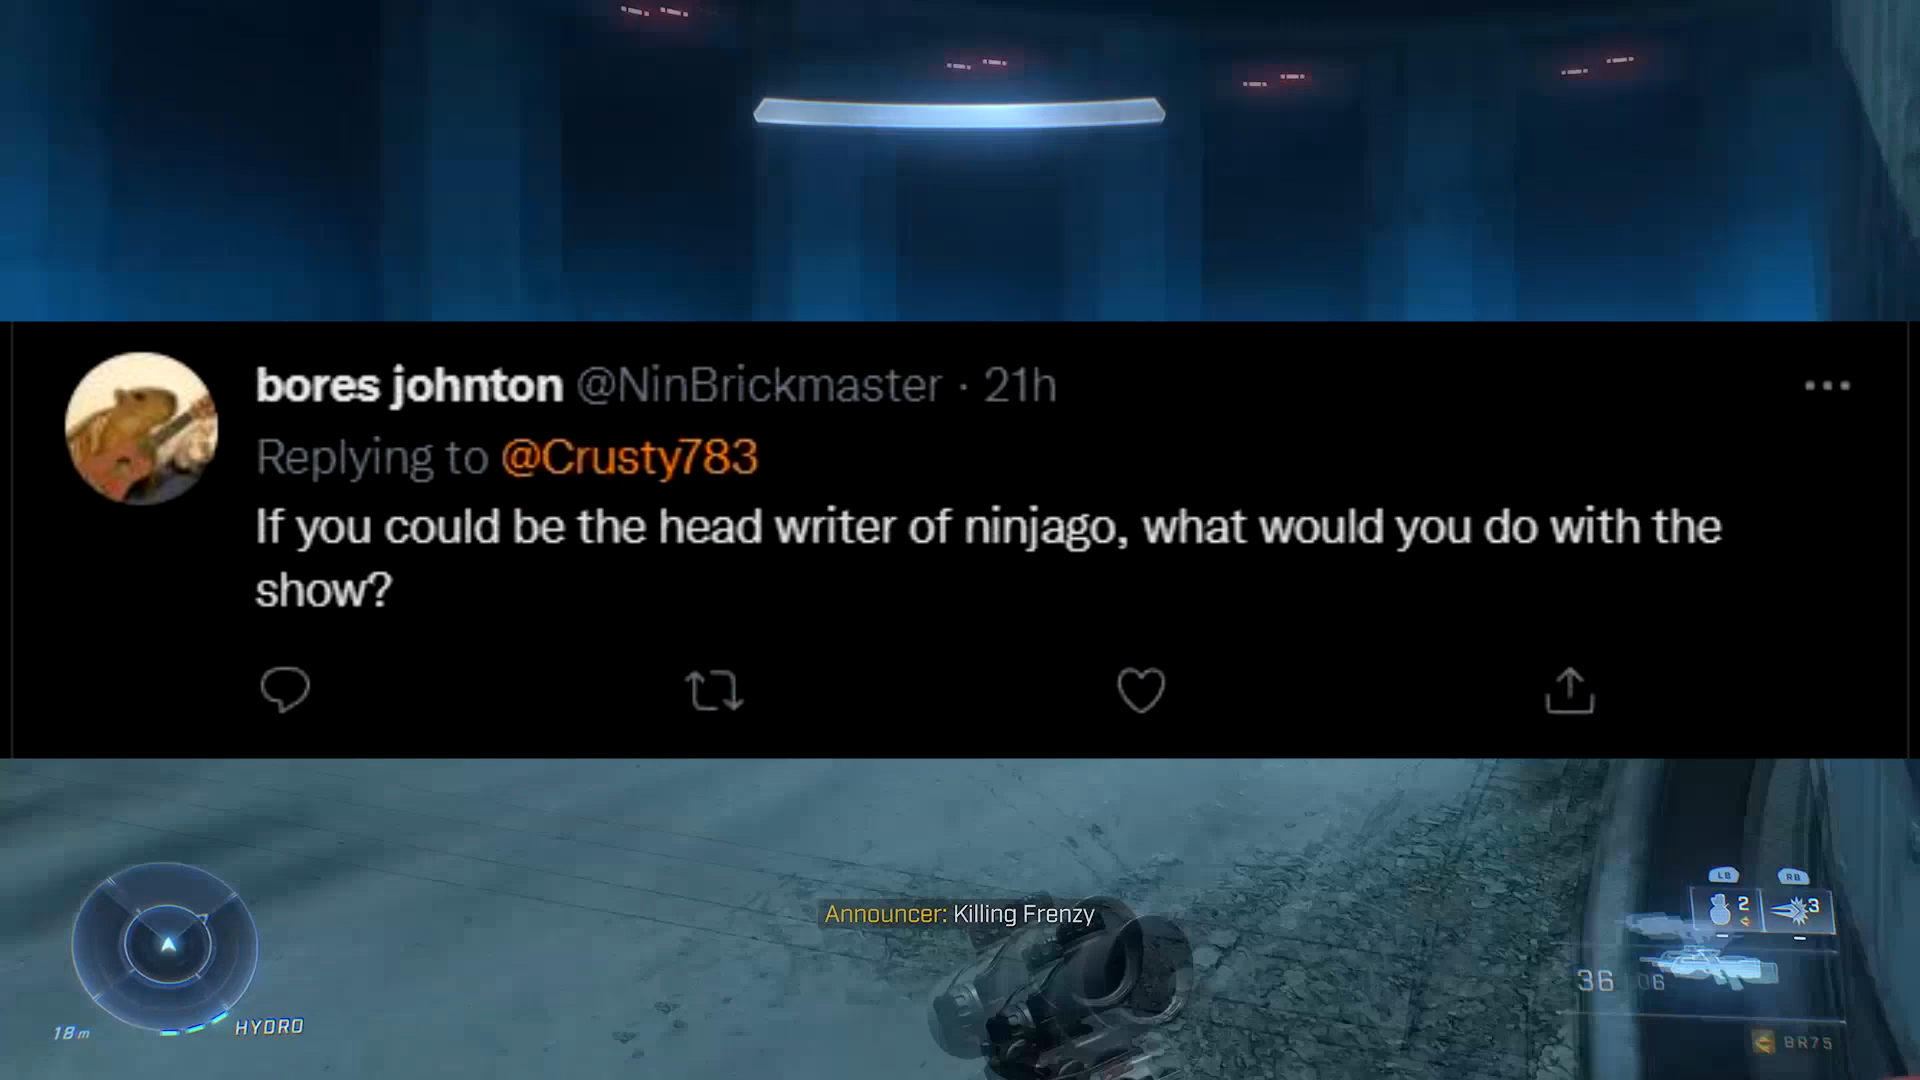 bores johnton @NinBrickmaster · 21h
Replying to @Crusty783
If you could be the head writer of ninjago, what would you do with the
show?
Announcer: Killing Frenzy
LB
RB
2
3
36 06
18m
HYDRO
BR75